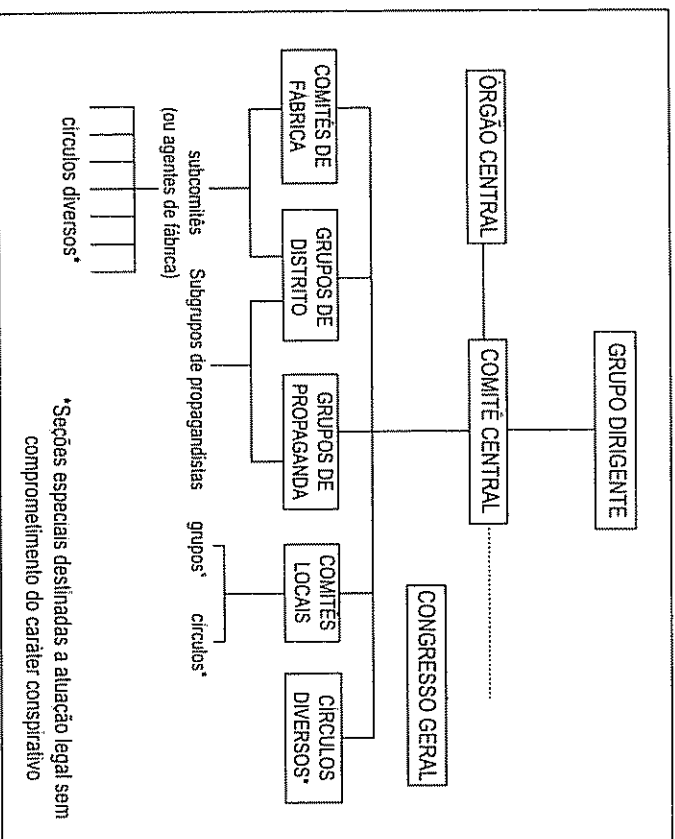 GRUPO DIRIGENTE
ÓRGÃO CENTRAL
COMITÊ CENTRAL
CONGRESSO GERAL
COMITÊS DE
FÁBRICA
GRUPOS DE
DISTRITO
GRUPOS DE
PROPAGANDA
COMITÊS
LOCAIS
CÍRCULOS
DIVERSOS*
subcomitês
(ou agentes de fábrica)
Subgrupos de propagandistas
grupos*
círculos*
círculos diversos*
*Seções especiais destinadas a atuação legal sem
comprometimento do caráter conspirativo